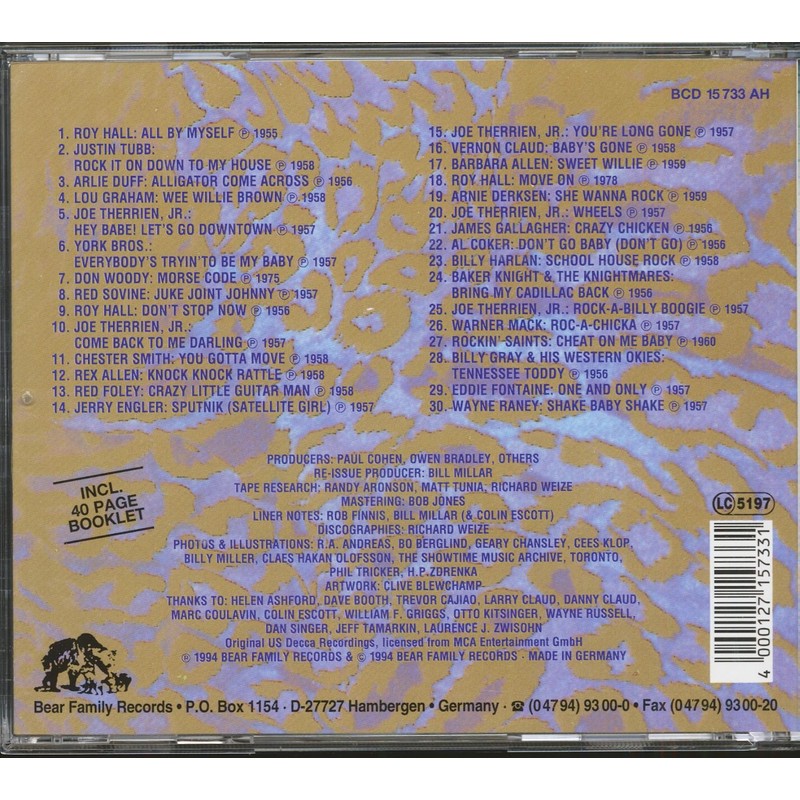 BCD 15 733 AH
1. ROY HALL: ALL BY MYSELF ℗ 1955
2. JUSTIN TUBB:
ROCK IT ON DOWN TO MY HOUSE ℗ 1958
3. ARLIE DUFF: ALLIGATOR COME ACROSS ℗ 1956
4. LOU GRAHAM: WEE WILLIE BROWN ℗ 1958
5. JOE THERRIEN, JR.:
HEY BABE! LET'S GO DOWNTOWN ℗ 1957
6. YORK BROS.:
EVERYBODY'S TRYIN'TO BE MY BABY ℗ 1957
7. DON WOODY: MORSE CODE ℗ 1975
8. RED SOVINE: JUKE JOINT JOHNNY ℗ 1957
9. ROY HALL: DON'T STOP NOW ℗ 1956
10. JOE THERRIEN, JR.:
COME BACK TO ME DARLING ℗ 1957
11. CHESTER SMITH: YOU GOTTA MOVE ℗ 1958
12. REX ALLEN: KNOCK KNOCK RATTLE ℗ 1958
13. RED FOLEY: CRAZY LITTLE GUITAR MAN ℗ 1958
14. JERRY ENGLER: SPUTNIK (SATELLITE GIRL) ℗ 1957
15. JOE THERRIEN, JR.: YOU'RE LONG GONE ℗ 1957
16. VERNON CLAUD: BABY'S GONE ℗ 1958
17. BARBARA ALLEN: SWEET WILLIE ℗ 1959
18. ROY HALL: MOVE ON ℗ 1978
19. ARNIE DERKSEN: SHE WANNA ROCK ℗ 1959
20. JOE THERRIEN, JR.: WHEELS ℗ 1957
21. JAMES GALLAGHER: CRAZY CHICKEN ℗ 1956
22. AL COKER: DON'T GO BABY (DON'T GO) ℗ 1956
23. BILLY HARLAN: SCHOOL HOUSE ROCK ℗ 1958
24. BAKER KNIGHT & THE KNIGHTMARES:
BRING MY CADILLAC BACK ℗ 1956
25. JOE THERRIEN, JR.: ROCK-A-BILLY BOOGIE ℗ 1957
26. WARNER MACK: ROC-A-CHICKA ℗ 1957
27. ROCKIN' SAINTS: CHEAT ON ME BABY ℗ 1960
28. BILLY GRAY & HIS WESTERN OKIES:
TENNESSEE TODDY ℗ 1956
29. EDDIE FONTAINE: ONE AND ONLY ℗ 1957
30. WAYNE RANEY: SHAKE BABY SHAKE ℗ 1957
PRODUCERS: PAUL COHEN, OWEN BRADLEY, OTHERS
RE-ISSUE PRODUCER: BILL MILLAR
TAPE RESEARCH: RANDY ARONSON, MATT TUNIA, RICHARD WEIZE
MASTERING: BOB JONES
LINER NOTES: ROB FINNIS, BILL MILLAR (& COLIN ESCOTT)
DISCOGRAPHIES: RICHARD WEIZE
PHOTOS & ILLUSTRATIONS: R.A. ANDREAS, BO BERGLIND, GEARY CHANSLEY, CEES KLOP,
BILLY MILLER, CLAES HAKAN OLOFSSON, THE SHOWTIME MUSIC ARCHIVE, TORONTO,
PHIL TRICKER, H.P.ZDRENKA
ARTWORK: CLIVE BLEWCHAMP
THANKS TO: HELEN ASHFORD, DAVE BOOTH, TREVOR CAJIAO, LARRY CLAUD, DANNY CLAUD,
MARC COULAVIN, COLIN ESCOTT, WILLIAM F. GRIGGS, OTTO KITSINGER, WAYNE RUSSELL,
DAN SINGER, JEFF TAMARKIN, LAURENCE J. ZWISOHN
Original US Decca Recordings, licensed from MCA Entertainment GmbH
℗ 1994 BEAR FAMILY RECORDS & © 1994 BEAR FAMILY RECORDS · MADE IN GERMANY
INCL.
40 PAGE
BOOKLET
LC 5197
4 000127 157331
Bear Family Records • P.O. Box 1154 · D-27727 Hambergen • Germany · ☎ (04794) 93 00-0 • Fax (04794) 93 00-20